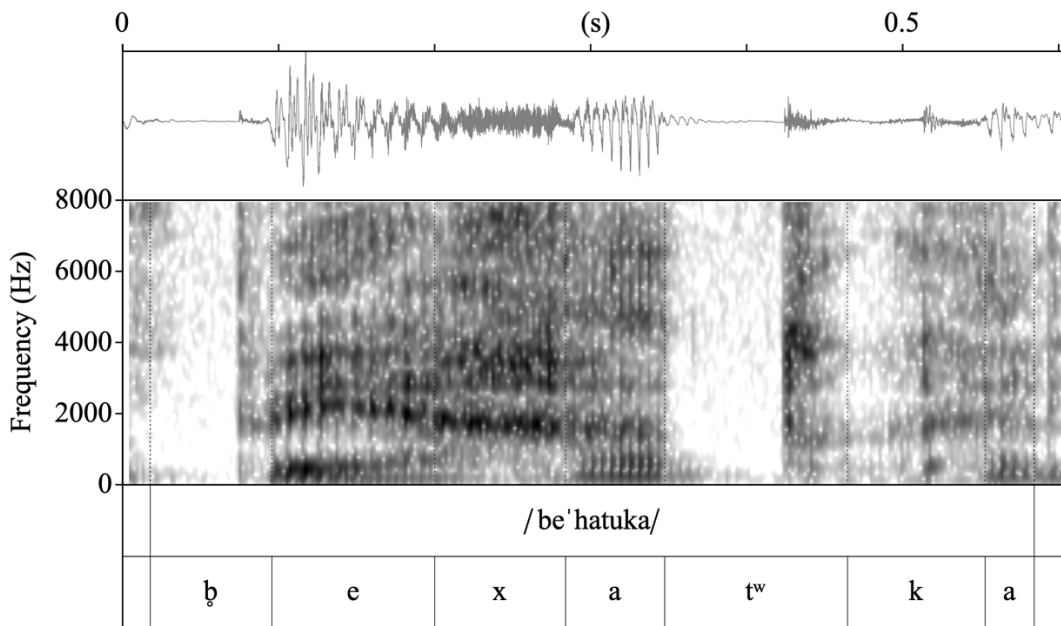 0 (s) 0.5
8000
6000
4000
2000
0
Frequency (Hz)
/beˈhatuka/
b̥ e x a tʷ k a